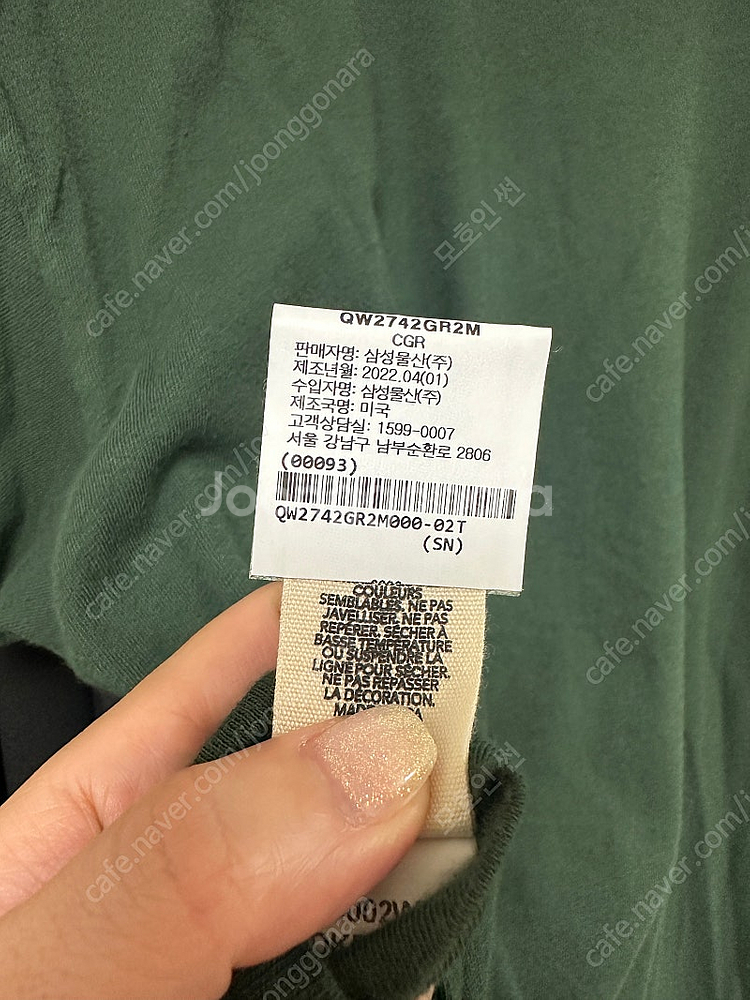 cafe.naver.com/joonggonara
QW2742GR2M
CGR
판매자명: 삼성물산(주)
제조년월: 2022.04(01)
수입자명: 삼성물산(주)
제조국명: 미국
고객상담실: 1599-0007
서울 강남구 남부순환로 2806
(00093)
QW2742GR2M000-02T
(SN)
COULEURS
SEMBLABLES. NE PAS
JAVELLISER. NE PAS
REPÉRER. SÉCHER À
BASSE TEMPÉRATURE
OU SUSPENDRE LA
LIGNE POUR SÉCHER.
NE PAS REPASSER
LA DÉCORATION.